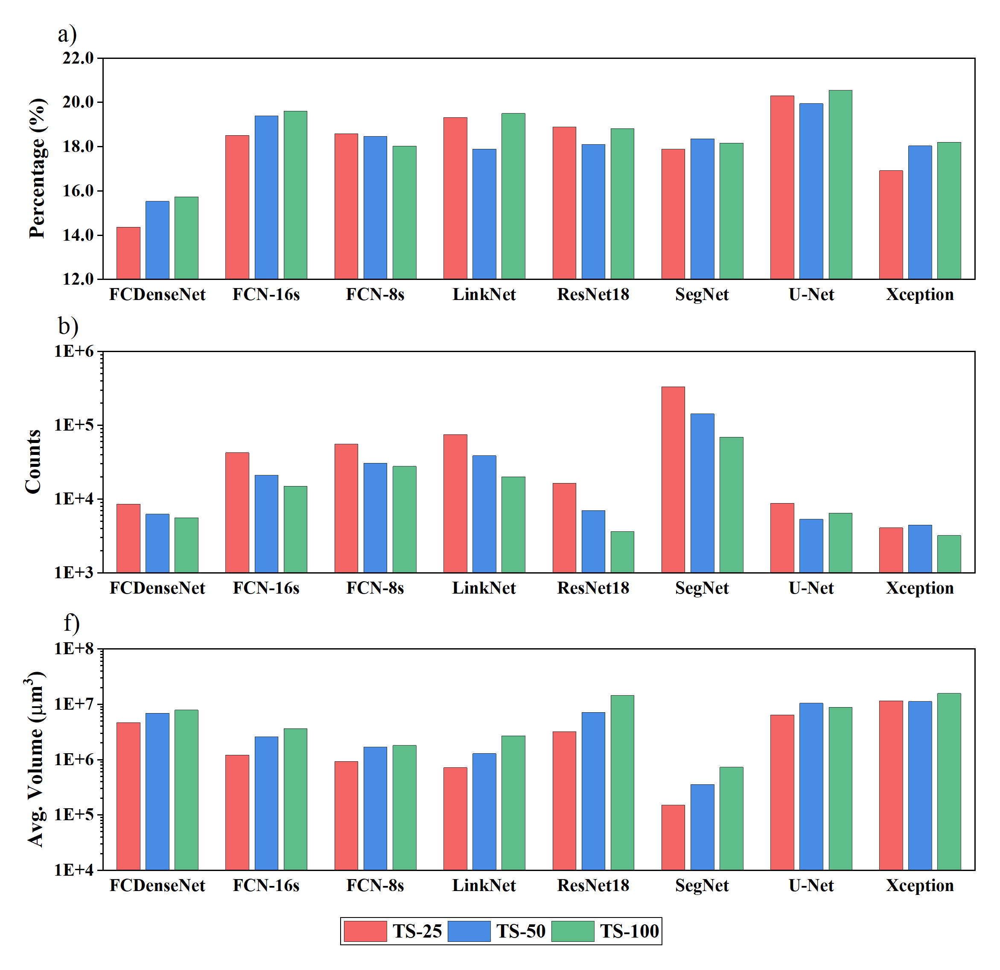 a)
22.0
20.0
18.0
16.0
14.0
12.0
Percentage (%)
FCDenseNet FCN-16s FCN-8s LinkNet ResNet18 SegNet U-Net Xception
b)
1E+6
1E+5
1E+4
1E+3
Counts
FCDenseNet FCN-16s FCN-8s LinkNet ResNet18 SegNet U-Net Xception
f)
1E+8
1E+7
1E+6
1E+5
1E+4
Avg. Volume (μm³)
FCDenseNet FCN-16s FCN-8s LinkNet ResNet18 SegNet U-Net Xception
TS-25 TS-50 TS-100